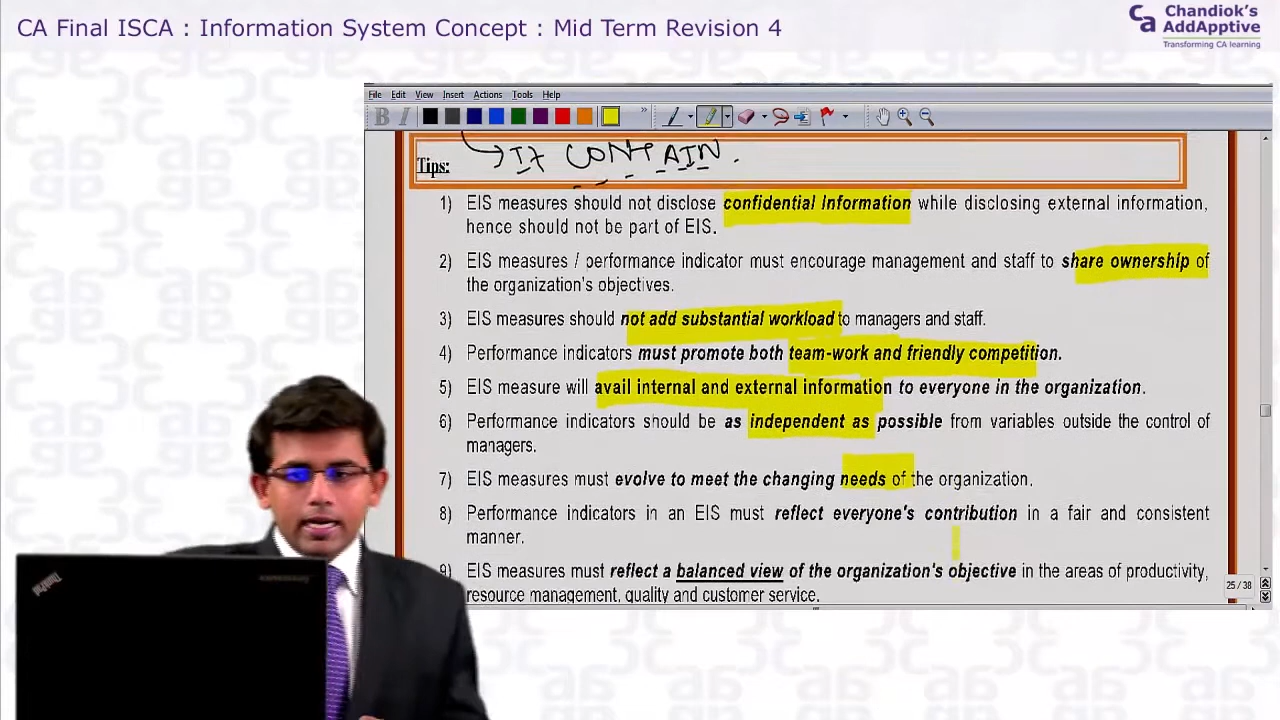 CA Final ISCA : Information System Concept : Mid Term Revision 4
Chandiok's
AddApptive
Transforming CA learning
File Edit View Insert Actions Tools Help
B I
Tips: IT CONTAIN.
1) EIS measures should not disclose confidential Information while disclosing external information,
hence should not be part of EIS.
2) EIS measures / performance indicator must encourage management and staff to share ownership of
the organization's objectives.
3) EIS measures should not add substantial workload to managers and staff.
4) Performance indicators must promote both team-work and friendly competition.
5) EIS measure will avail internal and external information to everyone in the organization.
6) Performance indicators should be as independent as possible from variables outside the control of
managers.
7) EIS measures must evolve to meet the changing needs of the organization.
8) Performance indicators in an EIS must reflect everyone's contribution in a fair and consistent
manner.
9) EIS measures must reflect a balanced view of the organization's objective in the areas of productivity,
resource management, quality and customer service.
25 / 38
ThinkPad